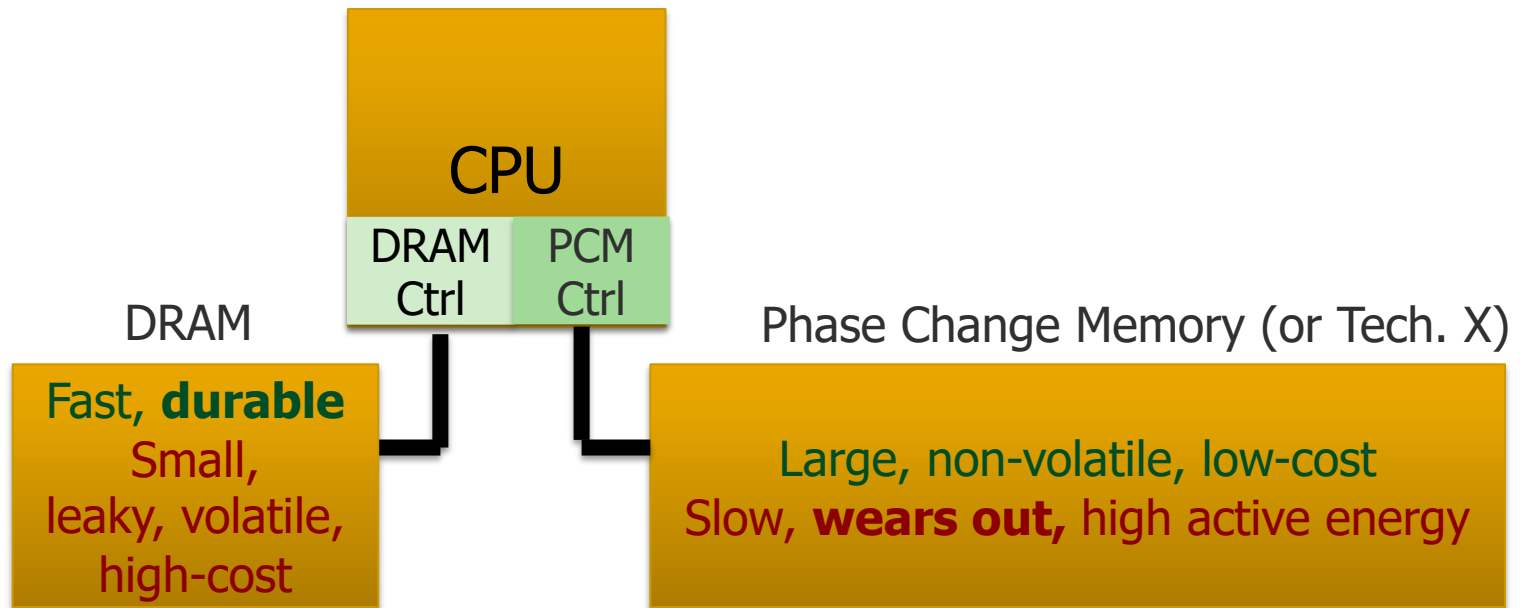 CPU
DRAM
Ctrl
PCM
Ctrl
DRAM
Phase Change Memory (or Tech. X)
Fast, durable
Small,
leaky, volatile,
high-cost
Large, non-volatile, low-cost
Slow, wears out, high active energy